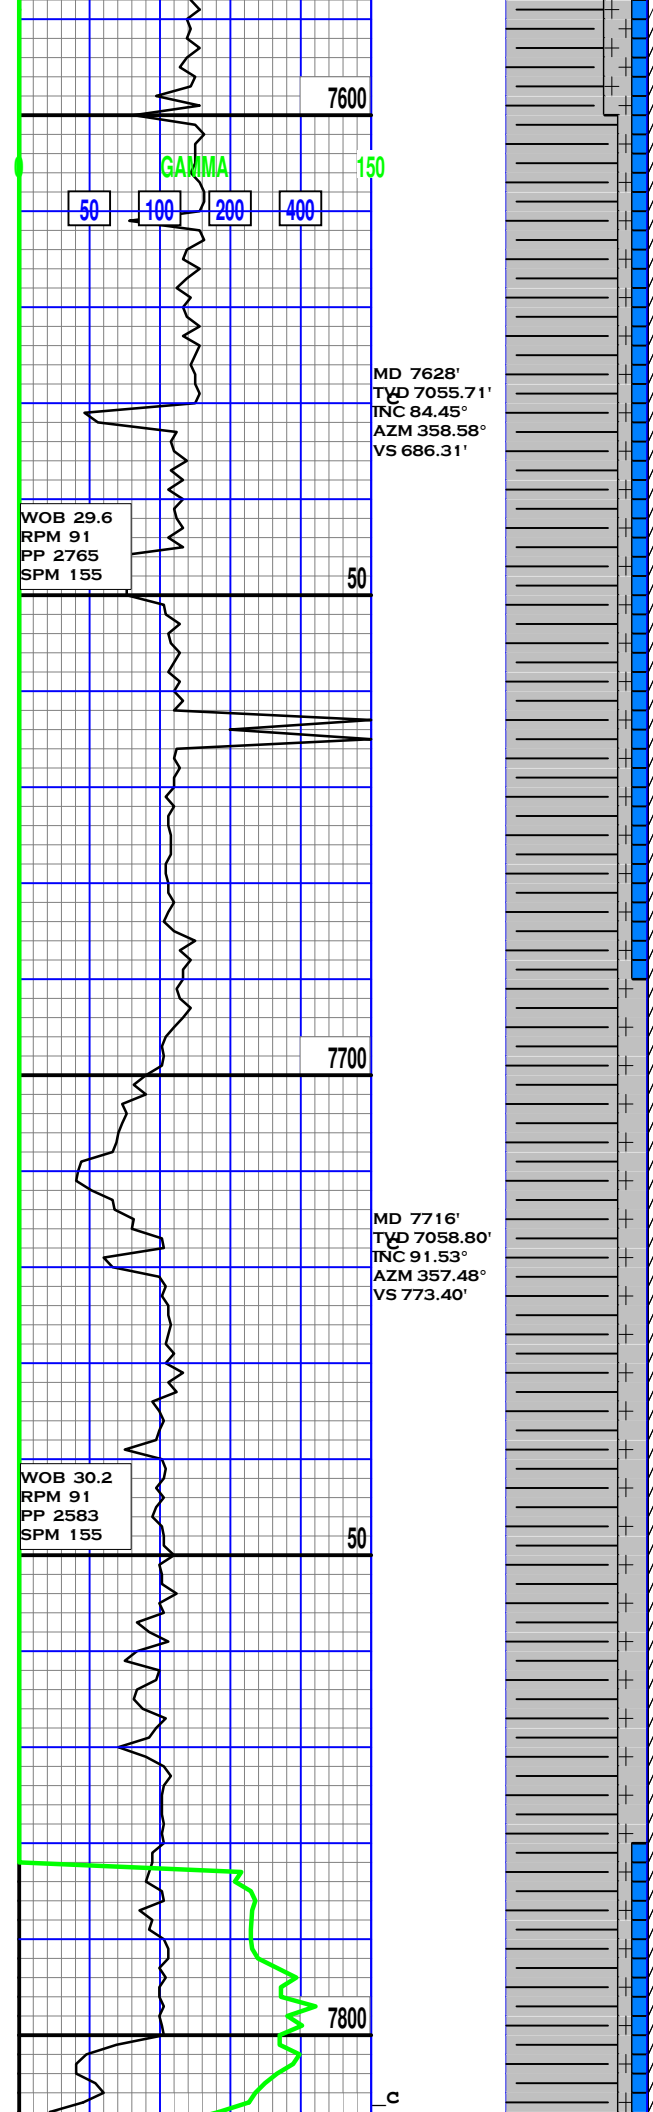 7600
0 GAMMA 150
50 100 200 400
MD 7628'
TVD 7055.71'
C
INC 84.45°
AZM 358.58°
VS 686.31'
WOB 29.6
RPM 91
PP 2765
SPM 155
50
7700
MD 7716'
TVD 7058.80'
C
INC 91.53°
AZM 357.48°
VS 773.40'
WOB 30.2
RPM 91
PP 2583
SPM 155
50
7800
_C